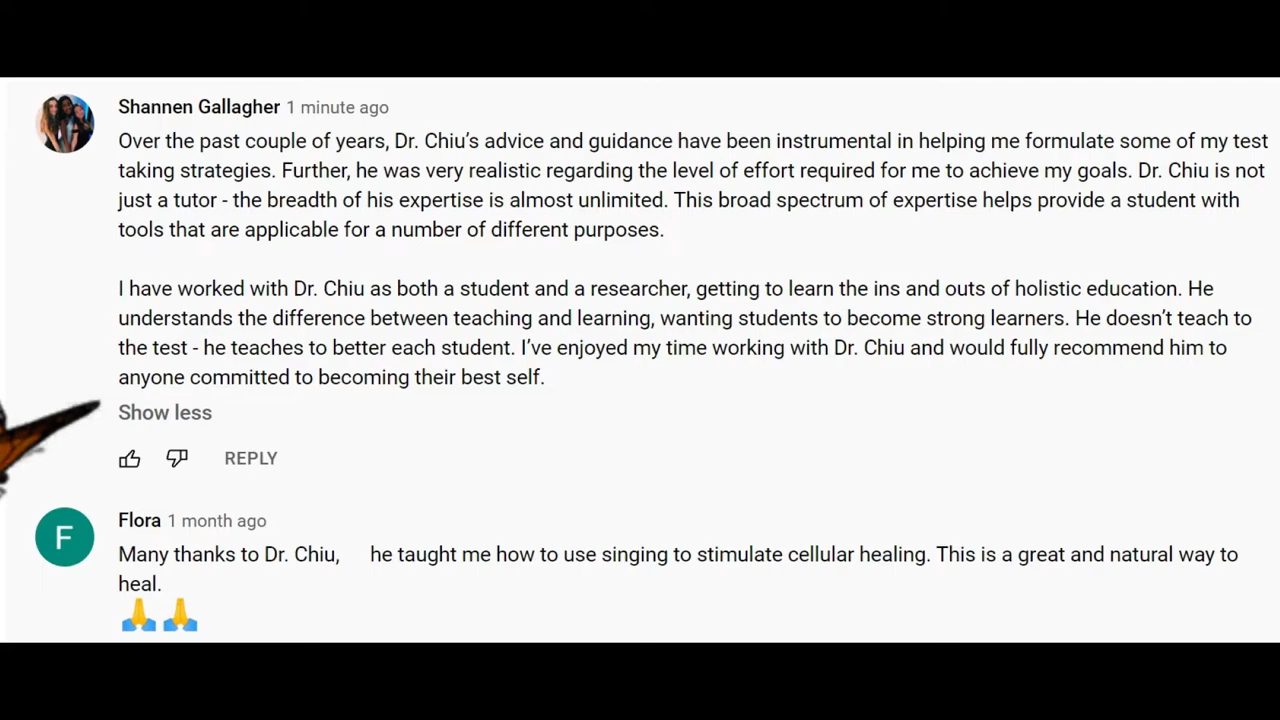 Shannen Gallagher 1 minute ago
Over the past couple of years, Dr. Chiu’s advice and guidance have been instrumental in helping me formulate some of my test
taking strategies. Further, he was very realistic regarding the level of effort required for me to achieve my goals. Dr. Chiu is not
just a tutor - the breadth of his expertise is almost unlimited. This broad spectrum of expertise helps provide a student with
tools that are applicable for a number of different purposes.
I have worked with Dr. Chiu as both a student and a researcher, getting to learn the ins and outs of holistic education. He
understands the difference between teaching and learning, wanting students to become strong learners. He doesn’t teach to
the test - he teaches to better each student. I’ve enjoyed my time working with Dr. Chiu and would fully recommend him to
anyone committed to becoming their best self.
Show less
REPLY
F
Flora 1 month ago
Many thanks to Dr. Chiu, he taught me how to use singing to stimulate cellular healing. This is a great and natural way to
heal.
🙏🙏